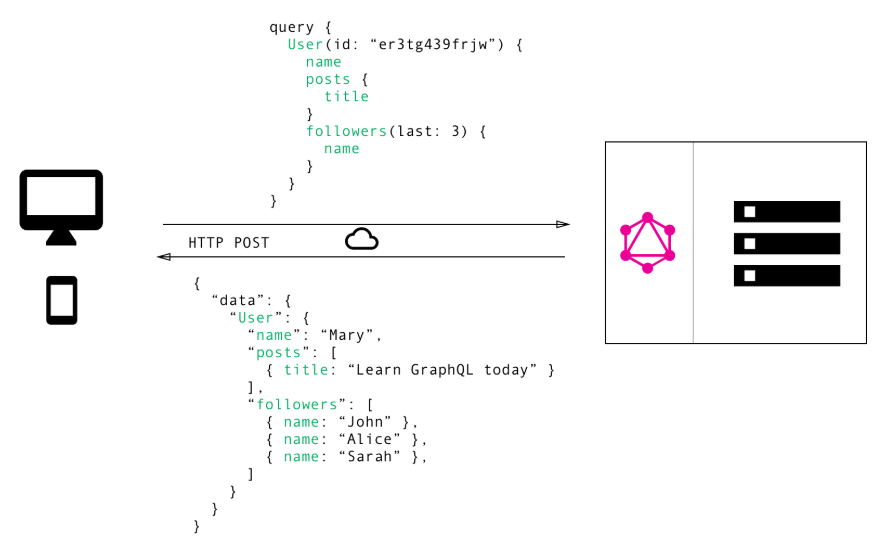 query {
  User(id: “er3tg439frjw”) {
    name
    posts {
      title
    }
    followers(last: 3) {
      name
    }
  }
}
HTTP POST
{
  “data”: {
    “User”: {
      “name”: “Mary”,
      “posts”: [
        { title: “Learn GraphQL today” }
      ],
      “followers”: [
        { name: “John” },
        { name: “Alice” },
        { name: “Sarah” },
      ]
    }
  }
}